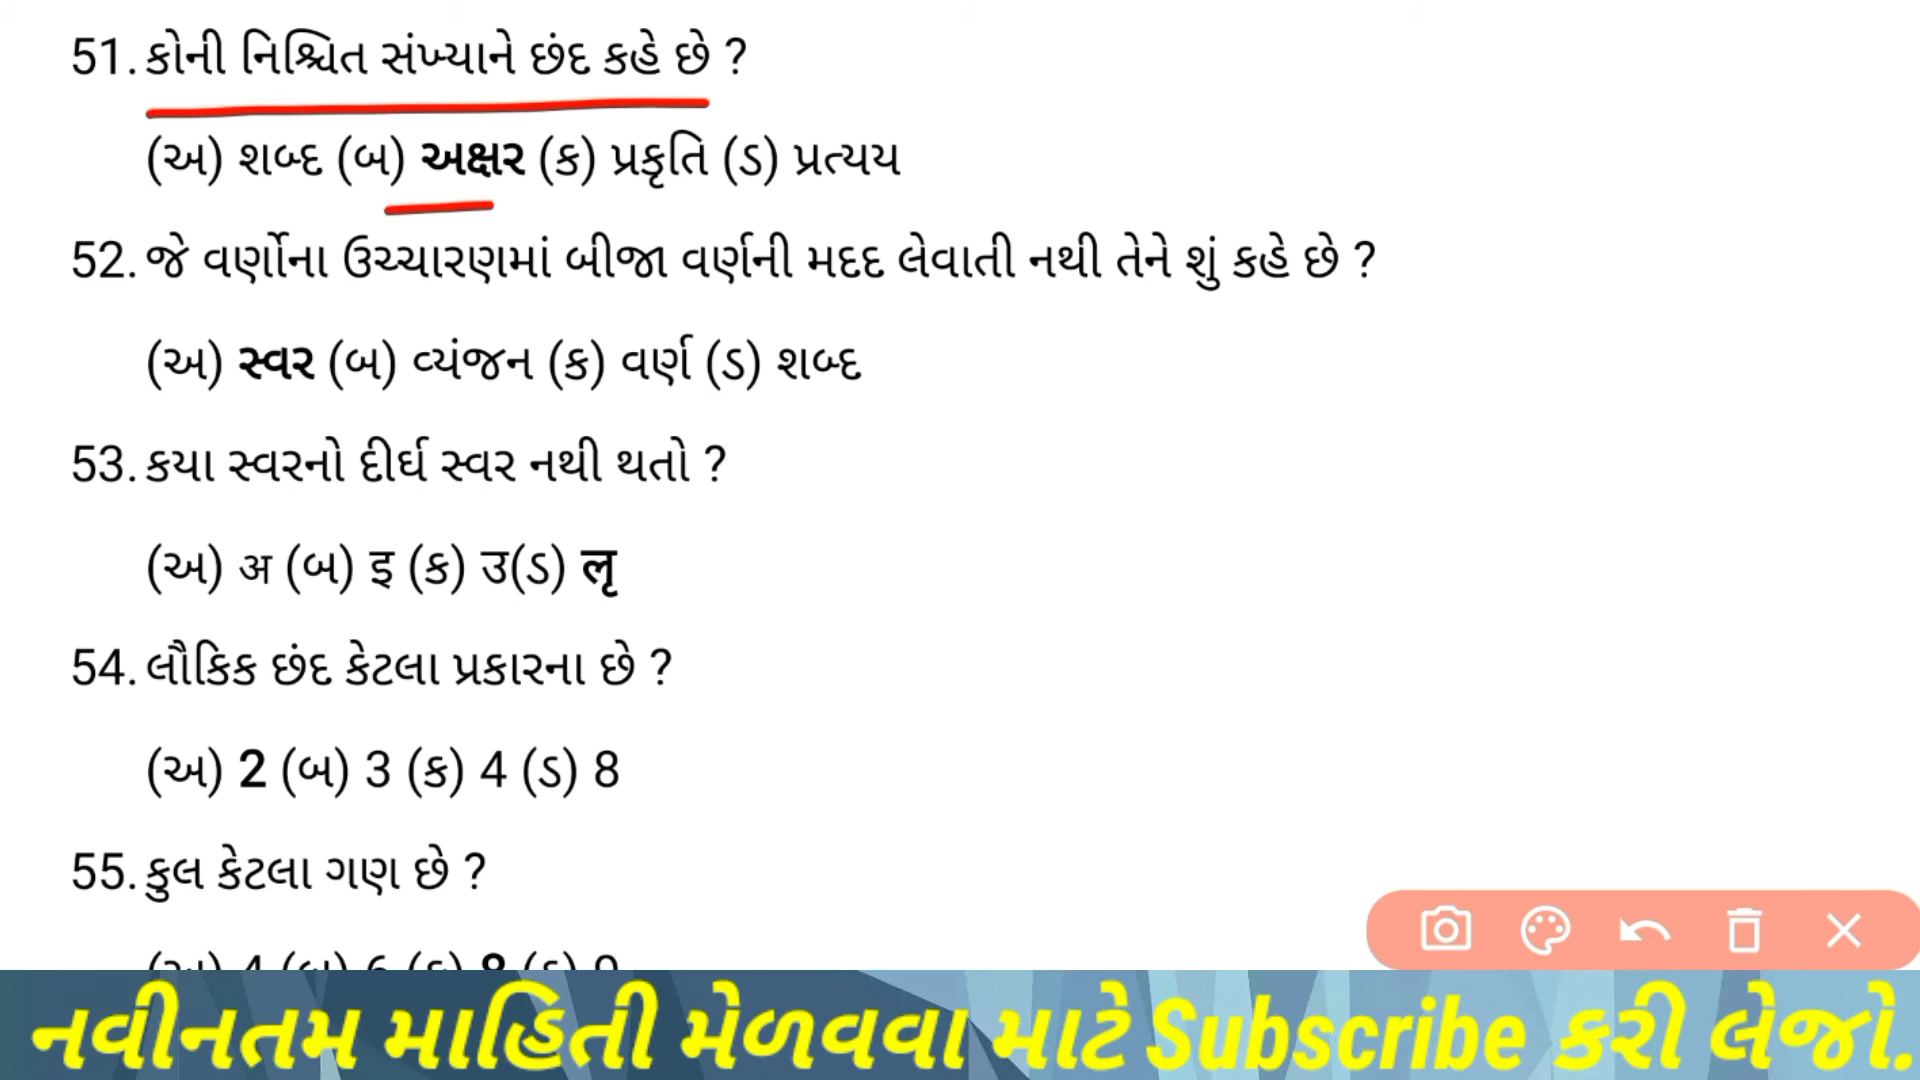 51. કોની નિશ્ચિત સંખ્યાને છંદ કહે છે ?
(અ) શબ્દ (બ) અક્ષર (ક) પ્રકૃતિ (ડ) પ્રત્યય
52. જે વર્ણોના ઉચ્ચારણમાં બીજા વર્ણની મદદ લેવાતી નથી તેને શું કહે છે ?
(અ) સ્વર (બ) વ્યંજન (ક) વર્ણ (ડ) શબ્દ
53. કયા સ્વરનો દીર્ઘ સ્વર નથી થતો ?
(અ) अ (બ) इ (ક) उ(ડ) लृ
54. લૌકિક છંદ કેટલા પ્રકારના છે ?
(અ) 2 (બ) 3 (ક) 4 (ડ) 8
55. કુલ કેટલા ગણ છે ?
નવીનતમ માહિતી મેળવવા માટે Subscribe કરી લેજો.